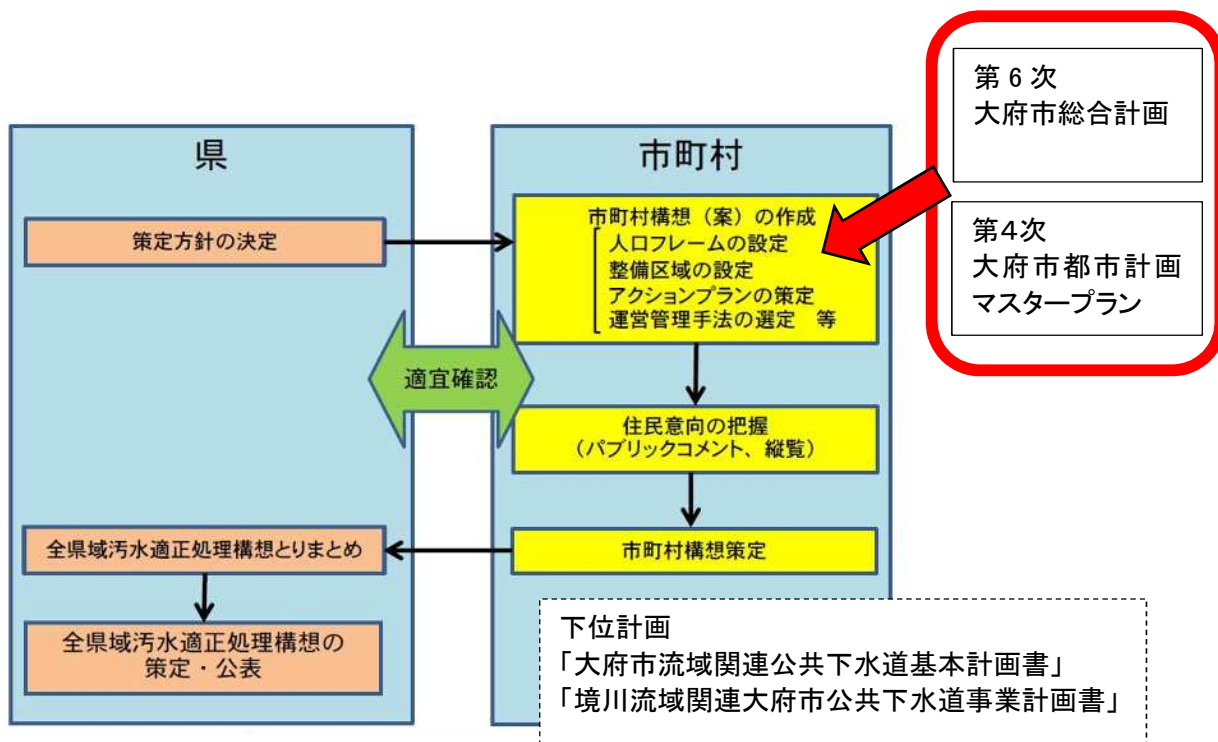 県
策定方針の決定
全県域汚水適正処理構想とりまとめ
全県域汚水適正処理構想の
策定・公表
適宜確認
市町村
市町村構想（案）の作成
人口フレームの設定
整備区域の設定
アクションプランの策定
運営管理手法の選定　等
住民意向の把握
（パブリックコメント、縦覧）
市町村構想策定
第６次
大府市総合計画
第４次
大府市都市計画
マスタープラン
下位計画
「大府市流域関連公共下水道基本計画書」
「境川流域関連大府市公共下水道事業計画書」